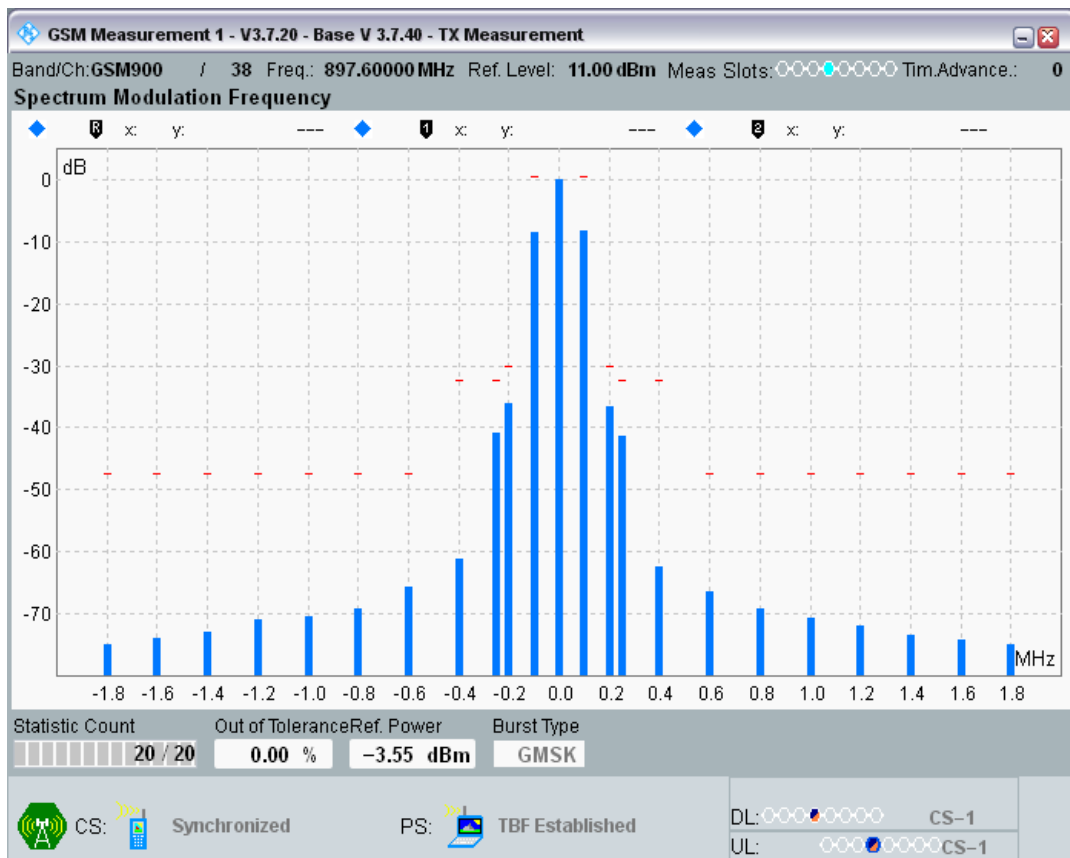 GSM Measurement 1 - V3.7.20 - Base V 3.7.40 - TX Measurement
Band/Ch:GSM900 / 38 Freq.: 897.60000 MHz Ref. Level: 11.00 dBm Meas Slots: Tim.Advance.: 0
Spectrum Modulation Frequency
R x: y: --- 1 x: y: --- 2 x: y: ---
dB
0
-10
-20
-30
-40
-50
-60
-70
MHz
-1.8 -1.6 -1.4 -1.2 -1.0 -0.8 -0.6 -0.4 -0.2 0.0 0.2 0.4 0.6 0.8 1.0 1.2 1.4 1.6 1.8
Statistic Count Out of Tolerance Ref. Power Burst Type
20 / 20 0.00 % −3.55 dBm GMSK
CS: Synchronized PS: TBF Established DL: CS−1
UL: CS−1